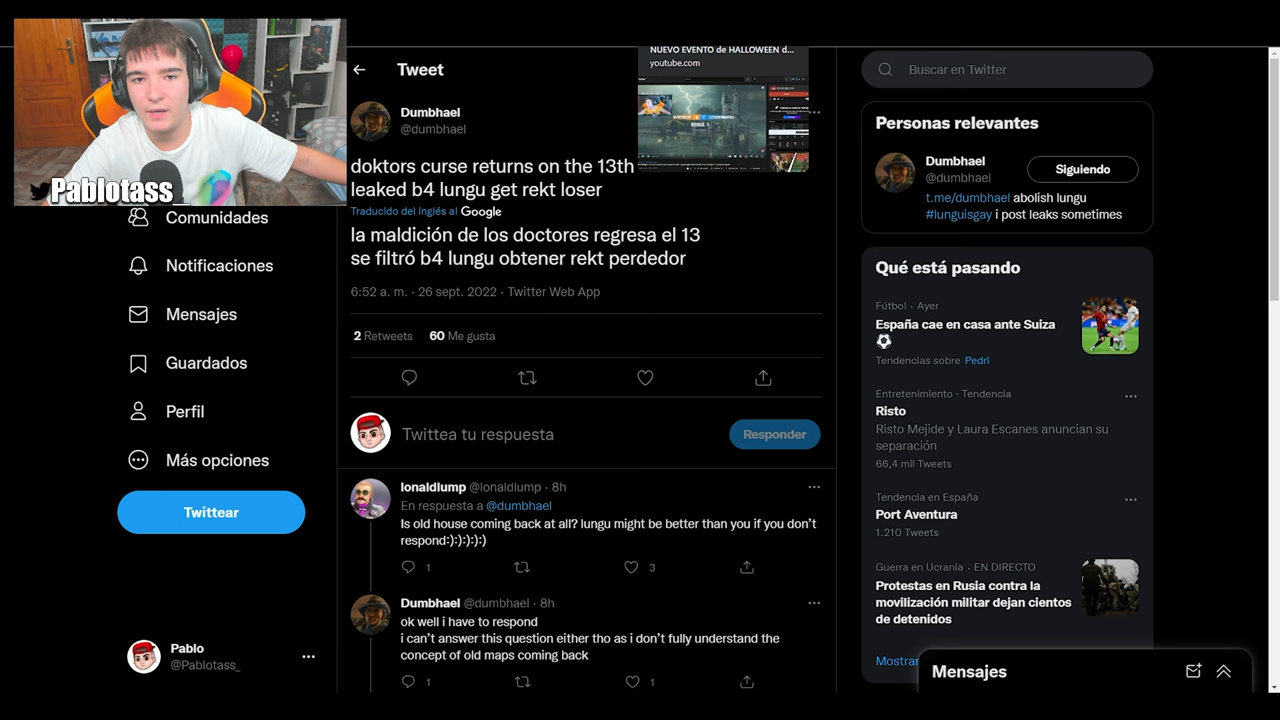 Pablotass_
Comunidades
Notificaciones
Mensajes
Guardados
Perfil
Más opciones
Twittear
Pablo
@Pablotass_
Tweet
Dumbhael
@dumbhael
doktors curse returns on the 13th
leaked b4 lungu get rekt loser
Traducido del Inglés al Google
la maldición de los doctores regresa el 13
se filtró b4 lungu obtener rekt perdedor
6:52 a. m. · 26 sept. 2022 · Twitter Web App
2 Retweets 60 Me gusta
Twittea tu respuesta
Responder
lonaldlump @lonaldlump · 8h
En respuesta a @dumbhael
Is old house coming back at all? lungu might be better than you if you don't
respond:):):):):)
1 3
Dumbhael @dumbhael · 8h
ok well i have to respond
i can't answer this question either tho as i don't fully understand the
concept of old maps coming back
1 1
NUEVO EVENTO de HALLOWEEN d...
youtube.com
Buscar en Twitter
Personas relevantes
Dumbhael
@dumbhael
Siguiendo
t.me/dumbhael abolish lungu
#lunguisgay i post leaks sometimes
Qué está pasando
Fútbol · Ayer
España cae en casa ante Suiza
Tendencias sobre Pedri
Entretenimiento · Tendencia
Risto
Risto Mejide y Laura Escanes anuncian su
separación
66,4 mil Tweets
Tendencia en España
Port Aventura
1.210 Tweets
Guerra en Ucrania · EN DIRECTO
Protestas en Rusia contra la
movilización militar dejan cientos
de detenidos
Mostrar
Mensajes